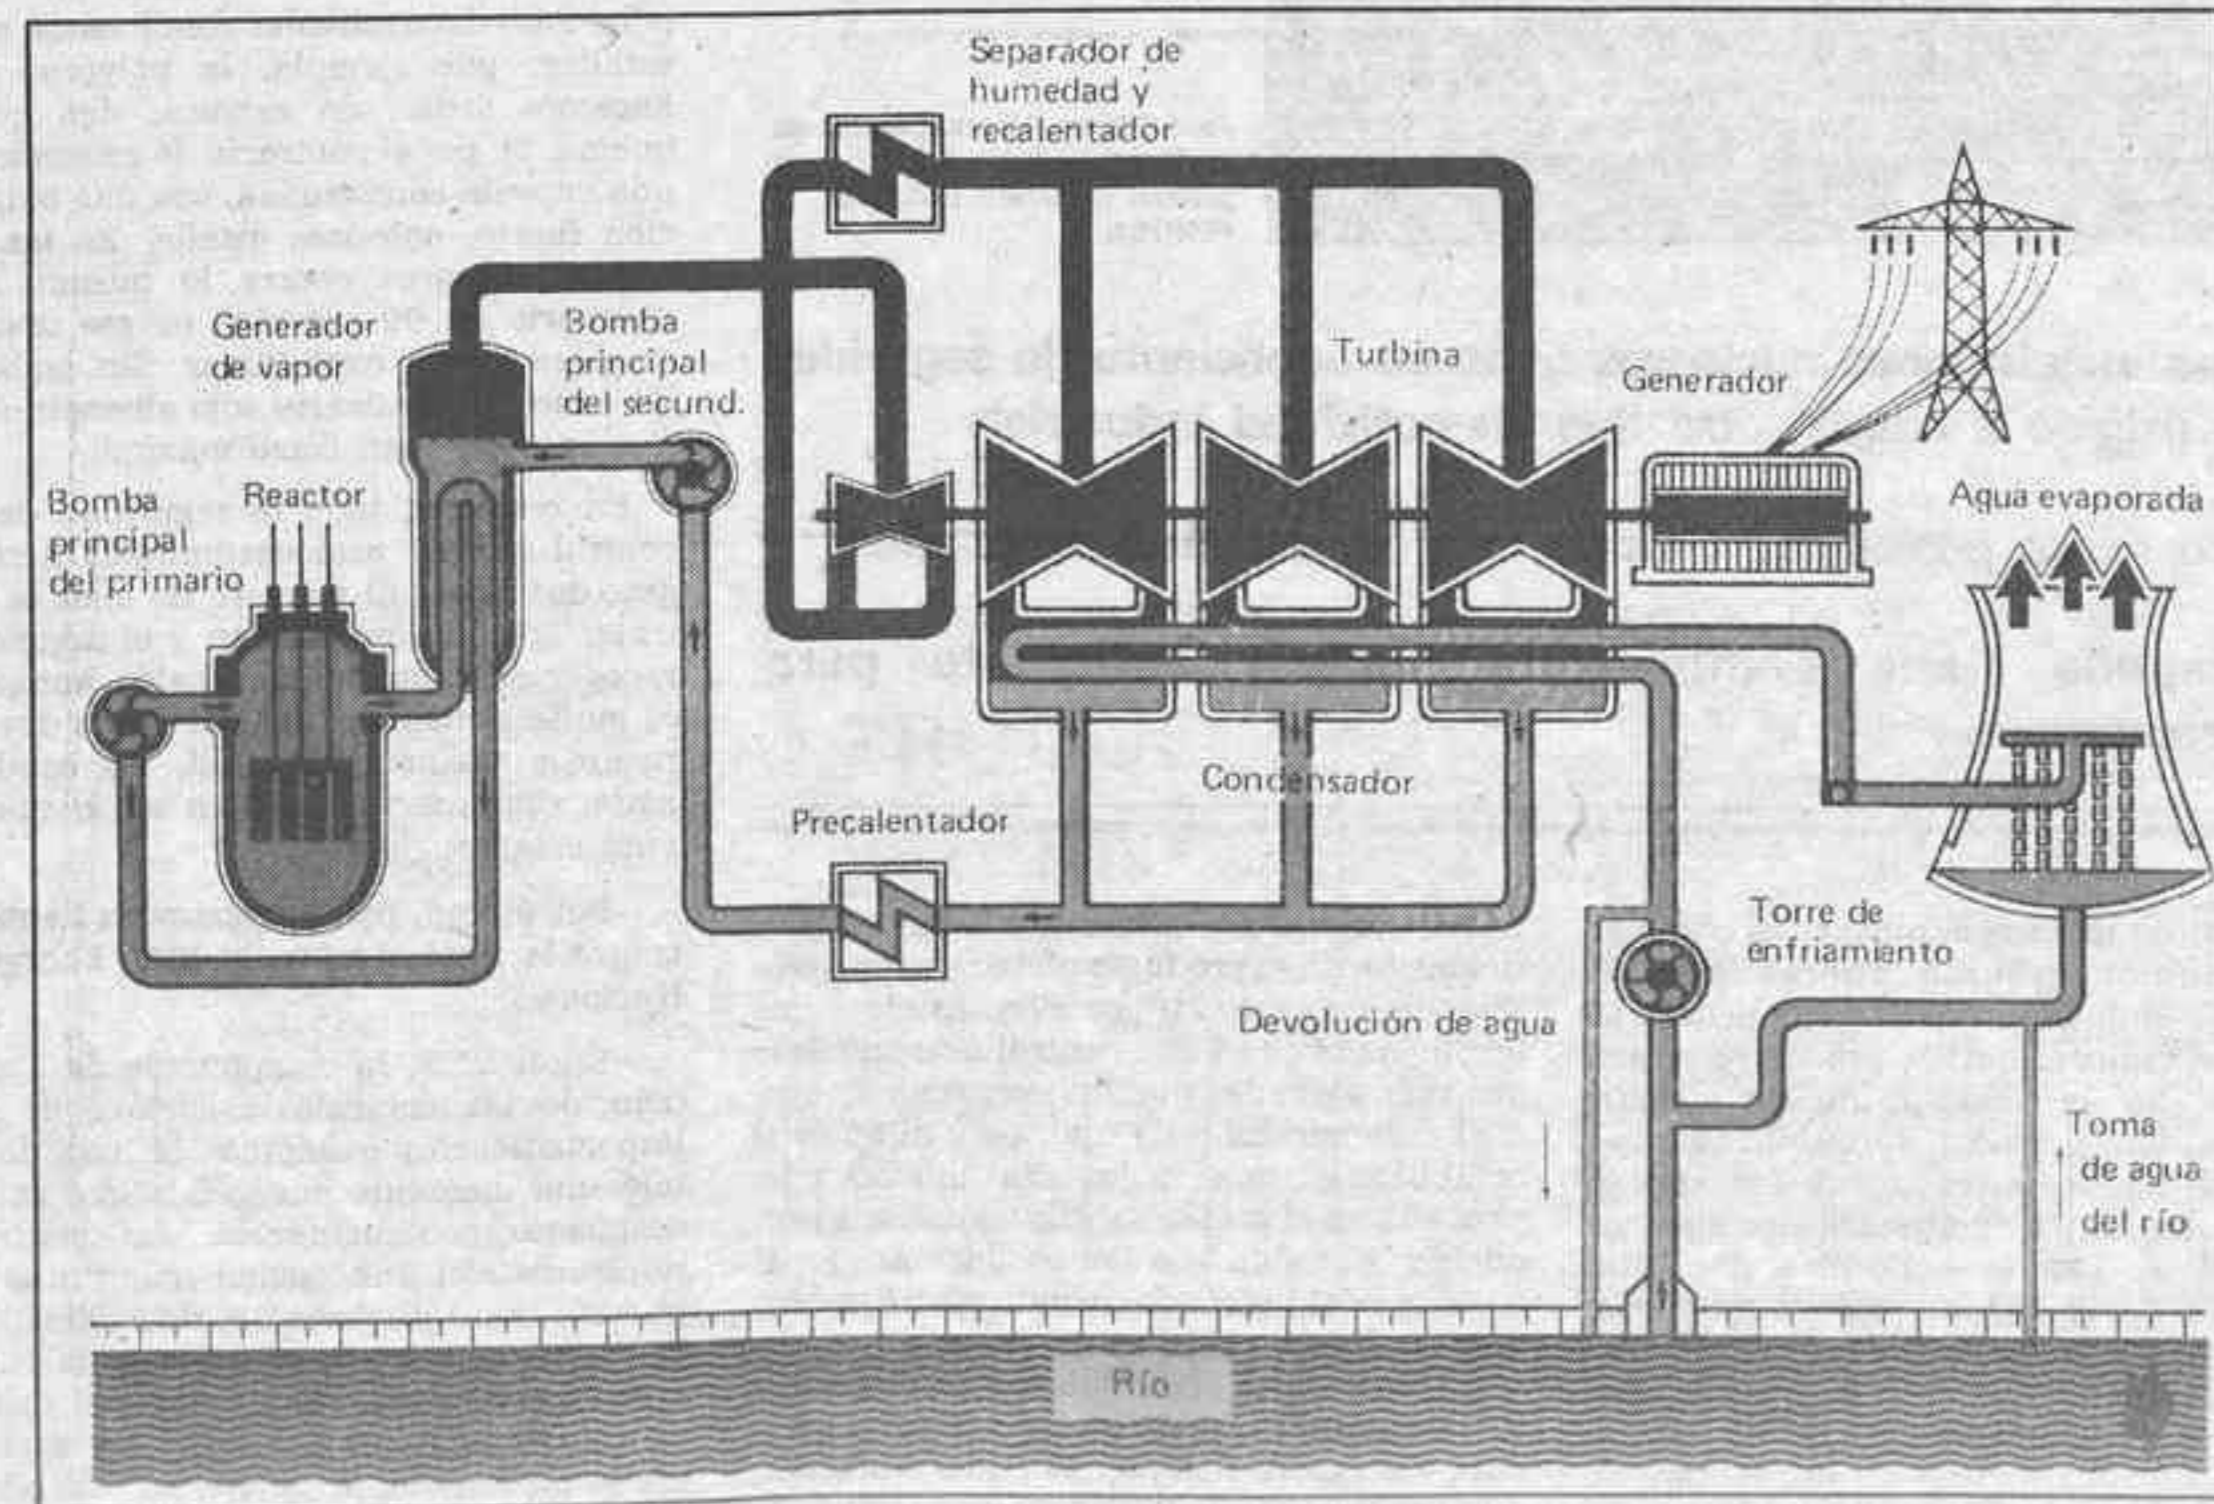 Separador de
humedad y
recalentador
Generador
de vapor
Bomba
principal
del secund.
Turbina
Generador
Bomba
principal
del primario
Reactor
Agua evaporada
Condensador
Precalentador
Torre de
enfriamiento
Devolución de agua
Toma
de agua
del río
Río